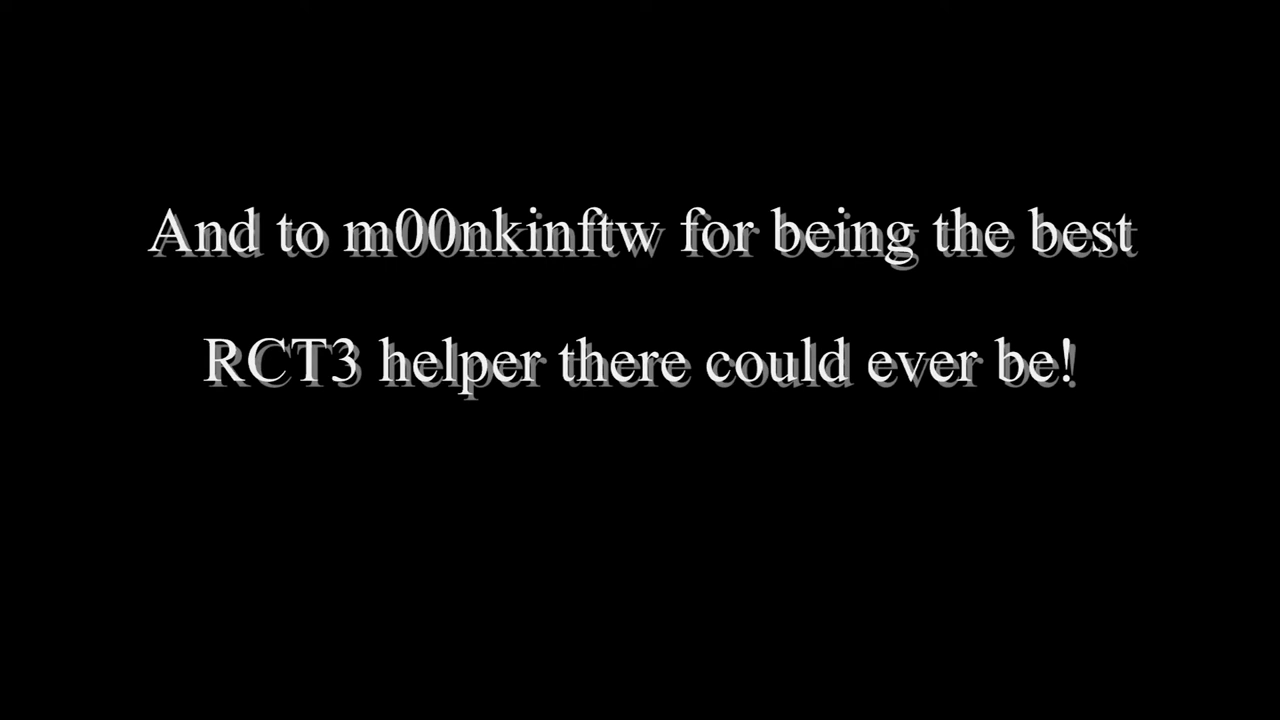 And to m00nkinftw for being the best
RCT3 helper there could ever be!